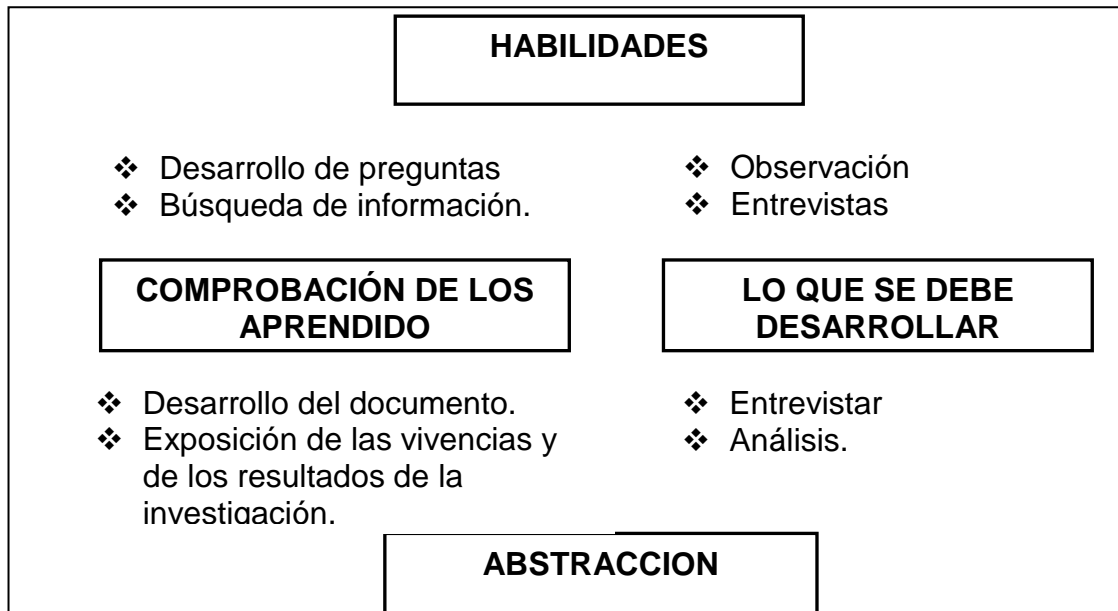 HABILIDADES
❖ Desarrollo de preguntas
❖ Búsqueda de información.
❖ Observación
❖ Entrevistas
COMPROBACIÓN DE LOS
APRENDIDO
LO QUE SE DEBE
DESARROLLAR
❖ Desarrollo del documento.
❖ Exposición de las vivencias y
de los resultados de la
investigación.
❖ Entrevistar
❖ Análisis.
ABSTRACCION